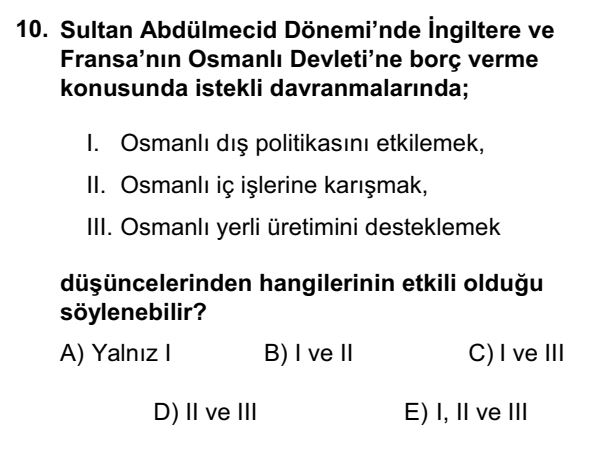 10. Sultan Abdülmecid Dönemi’nde İngiltere ve
Fransa’nın Osmanlı Devleti’ne borç verme
konusunda istekli davranmalarında;
I. Osmanlı dış politikasını etkilemek,
II. Osmanlı iç işlerine karışmak,
III. Osmanlı yerli üretimini desteklemek
düşüncelerinden hangilerinin etkili olduğu
söylenebilir?
A) Yalnız I B) I ve II C) I ve III
D) II ve III E) I, II ve III